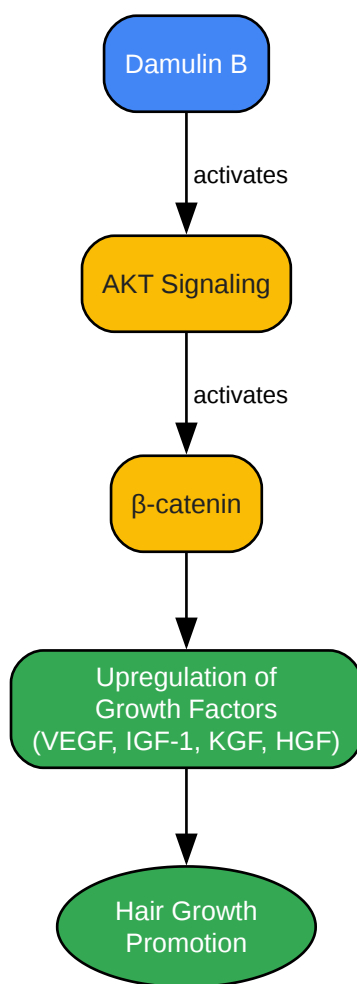 Damulin B
activates
AKT Signaling
activates
β-catenin
Upregulation of
Growth Factors
(VEGF, IGF-1, KGF, HGF)
Hair Growth
Promotion